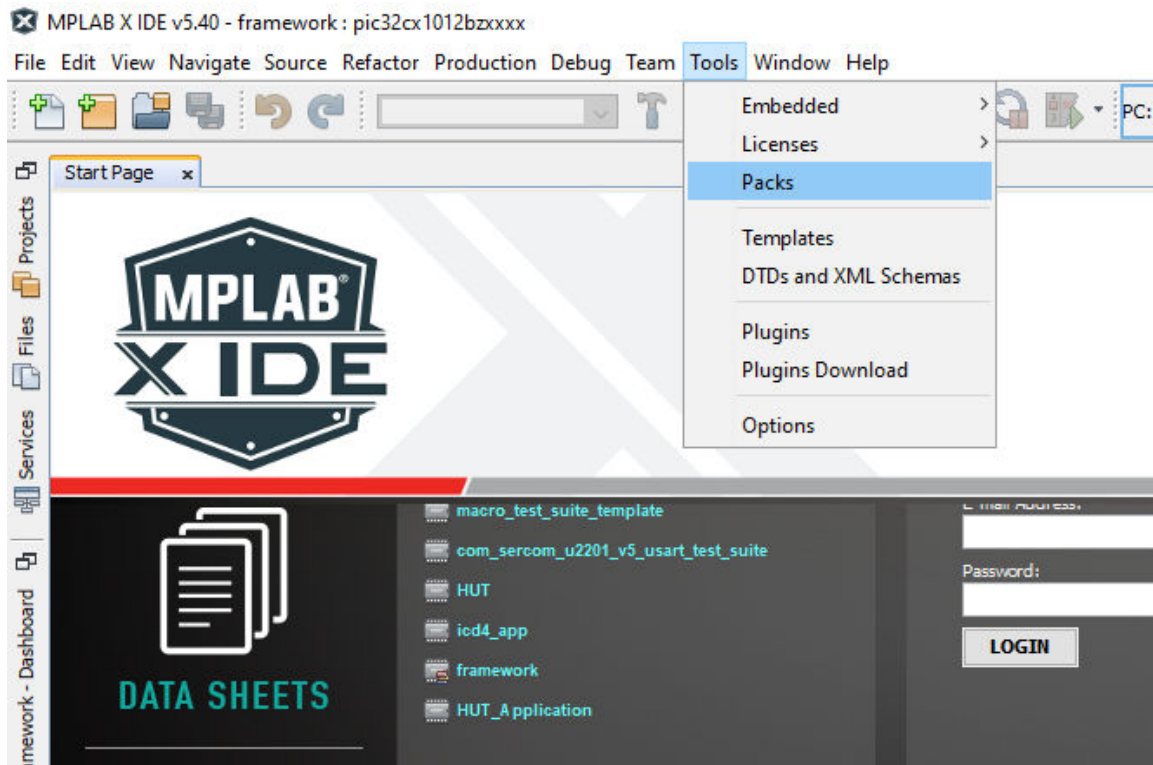 MPLAB X IDE v5.40 - framework : pic32cx1012bzxxxx
File Edit View Navigate Source Refactor Production Debug Team Tools Window Help
PC:
Embedded
Licenses
Packs
Templates
DTDs and XML Schemas
Plugins
Plugins Download
Options
Start Page
Projects
Files
Services
MPLAB®
X IDE
DATA SHEETS
macro_test_suite_template
com_sercom_u2201_v5_usart_test_suite
HUT
icd4_app
framework
HUT_Application
Password:
LOGIN
- Dashboard